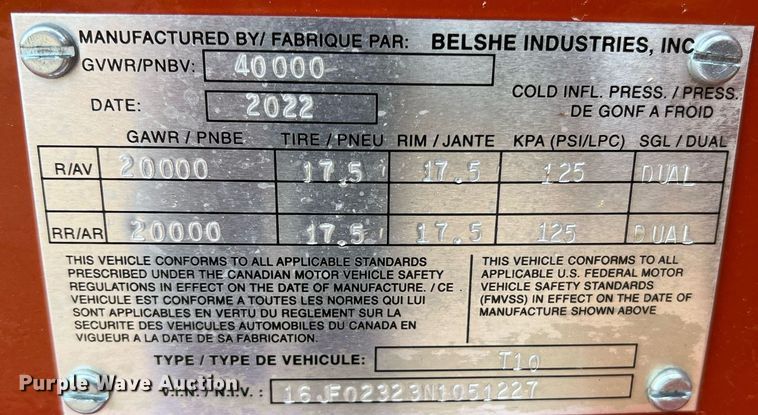 MANUFACTURED BY/ FABRIQUE PAR: BELSHE INDUSTRIES, INC
GVWR/PNBV: 40000
COLD INFL. PRESS. / PRESS.
DE GONF A FROID
DATE: 2022
GAWR / PNBE TIRE / PNEU RIM / JANTE KPA (PSI/LPC) SGL / DUAL
R/AV 20000 17.5 17.5 125 DUAL
RR/AR 20000 17.5 17.5 125 DUAL
THIS VEHICLE CONFORMS TO ALL APPLICABLE STANDARDS
PRESCRIBED UNDER THE CANADIAN MOTOR VEHICLE SAFETY
REGULATIONS IN EFFECT ON THE DATE OF MANUFACTURE. / CE
VEHICULE EST CONFORME A TOUTES LES NORMES QUI LUI
SONT APPLICABLES EN VERTU DU REGLEMENT SUR LA
SECURITE DES VEHICULES AUTOMOBILES DU CANADA EN
VIGUEUR A LA DATE DE SA FABRICATION.
THIS VEHICLE CONFORMS TO ALL
APPLICABLE U.S. FEDERAL MOTOR
VEHICLE SAFETY STANDARDS
(FMVSS) IN EFFECT ON THE DATE OF
MANUFACTURE SHOWN ABOVE
TYPE / TYPE DE VEHICULE: T10
V.I.N. / N.I.V.: 16JF02323N1051227
Purple Wave Auction